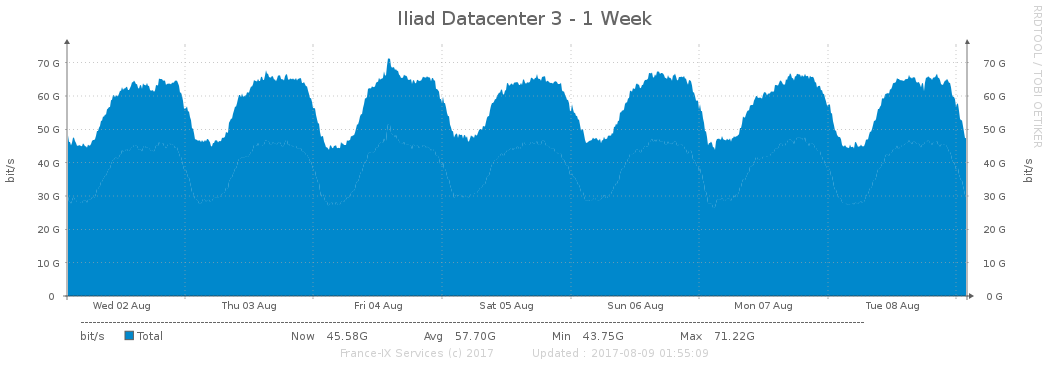 Iliad Datacenter 3 - 1 Week
RRDTOOL / TOBI OETIKER
bit/s
70 G
60 G
50 G
40 G
30 G
20 G
10 G
0
70 G
60 G
50 G
40 G
30 G
20 G
10 G
0 G
bit/s
Wed 02 Aug Thu 03 Aug Fri 04 Aug Sat 05 Aug Sun 06 Aug Mon 07 Aug Tue 08 Aug
bit/s Total Now 45.58G Avg 57.70G Min 43.75G Max 71.22G
France-IX Services (c) 2017 Updated : 2017-08-09 01:55:09